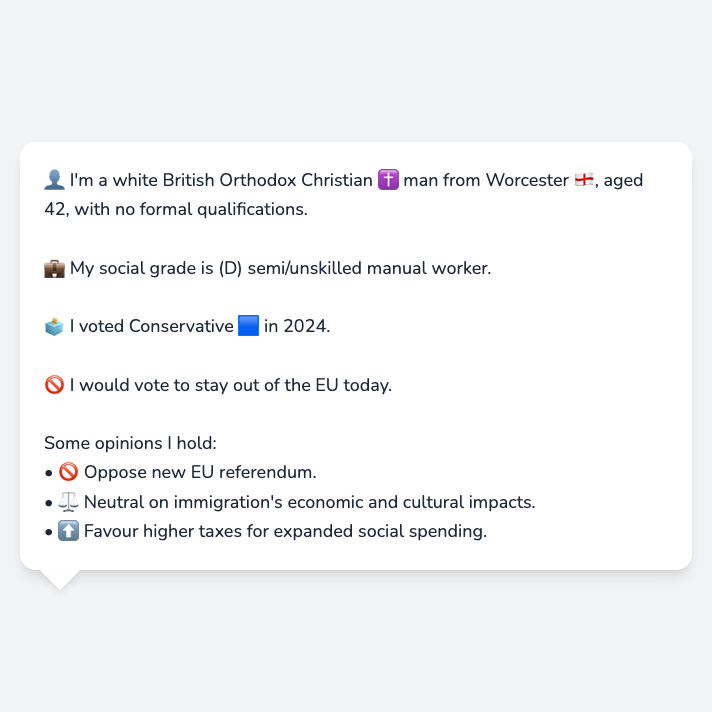 👤 I'm a white British Orthodox Christian ✝️ man from Worcester 🏴󠁧󠁢󠁥󠁮󠁧󠁿, aged
42, with no formal qualifications.
💼 My social grade is (D) semi/unskilled manual worker.
🗳️ I voted Conservative 🟦 in 2024.
🚫 I would vote to stay out of the EU today.
Some opinions I hold:
• 🚫 Oppose new EU referendum.
• ⚖️ Neutral on immigration's economic and cultural impacts.
• ⬆️ Favour higher taxes for expanded social spending.